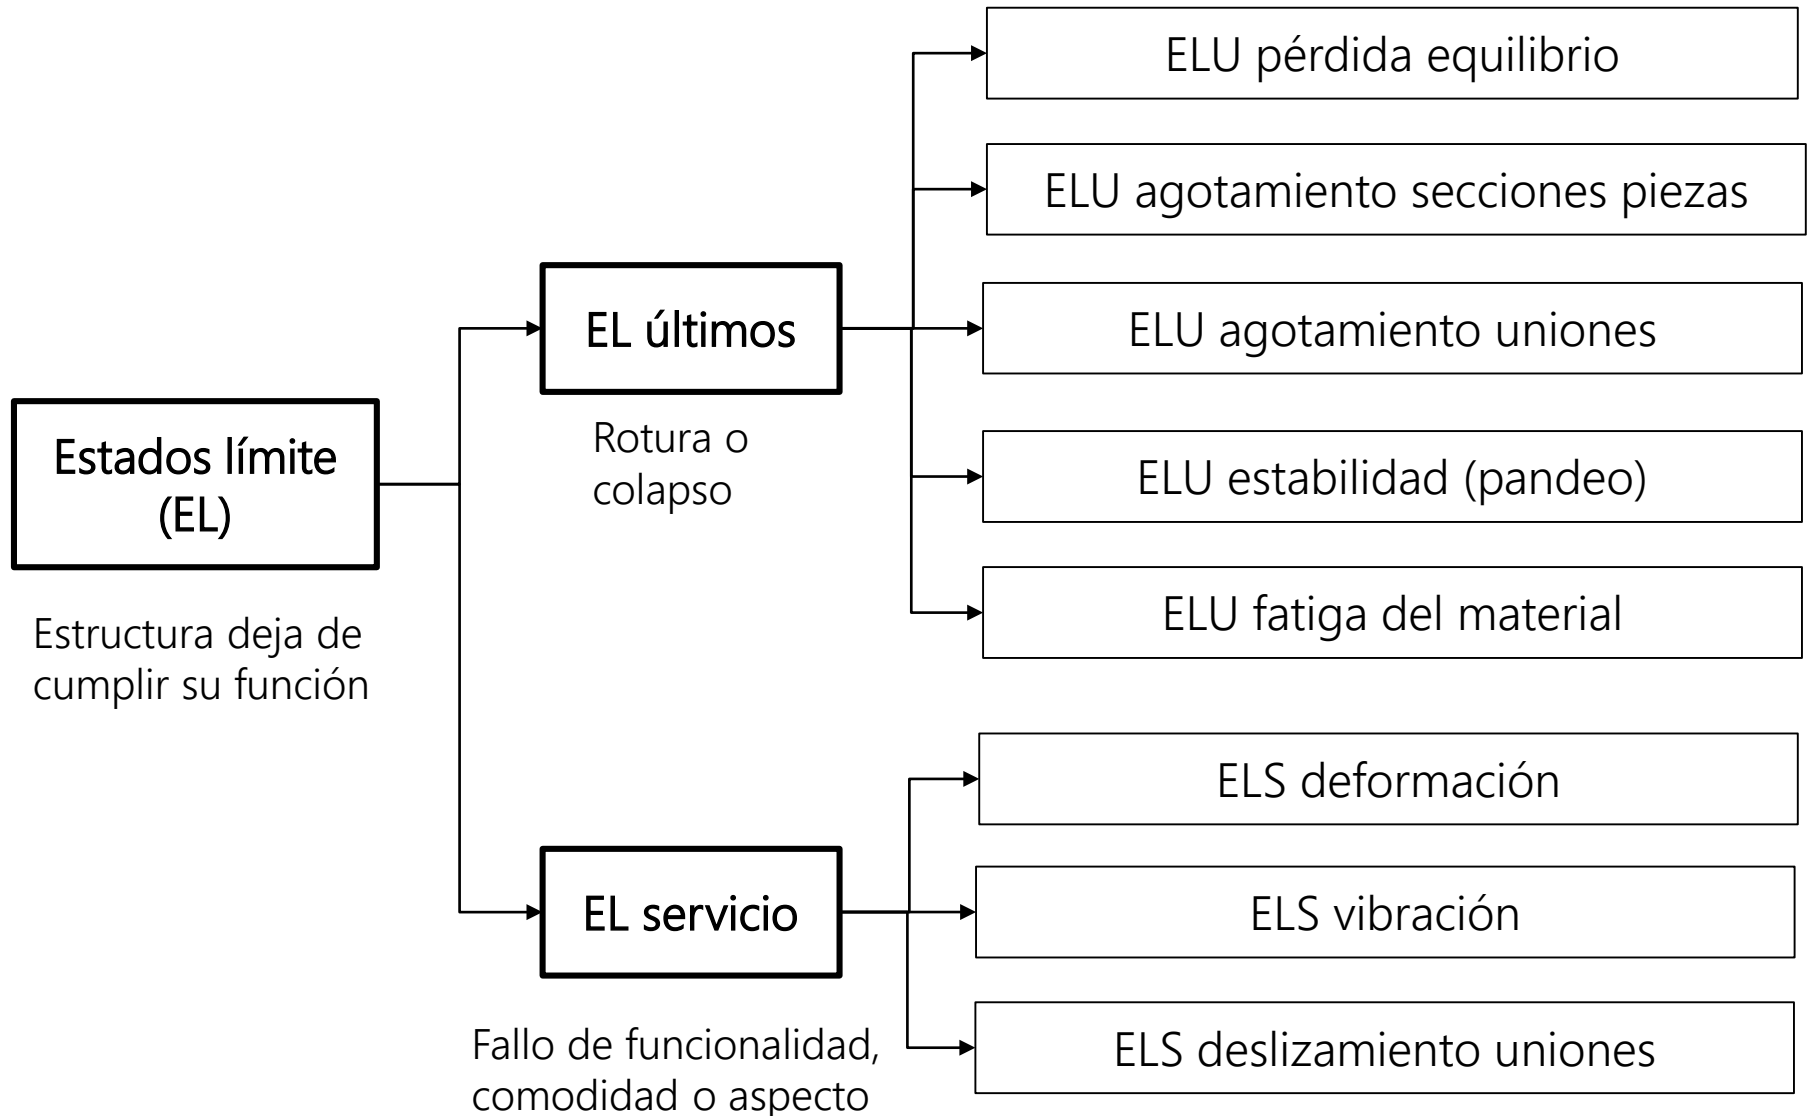 Estados límite
(EL)
Estructura deja de
cumplir su función
EL últimos
Rotura o
colapso
ELU pérdida equilibrio
ELU agotamiento secciones piezas
ELU agotamiento uniones
ELU estabilidad (pandeo)
ELU fatiga del material
EL servicio
Fallo de funcionalidad,
comodidad o aspecto
ELS deformación
ELS vibración
ELS deslizamiento uniones